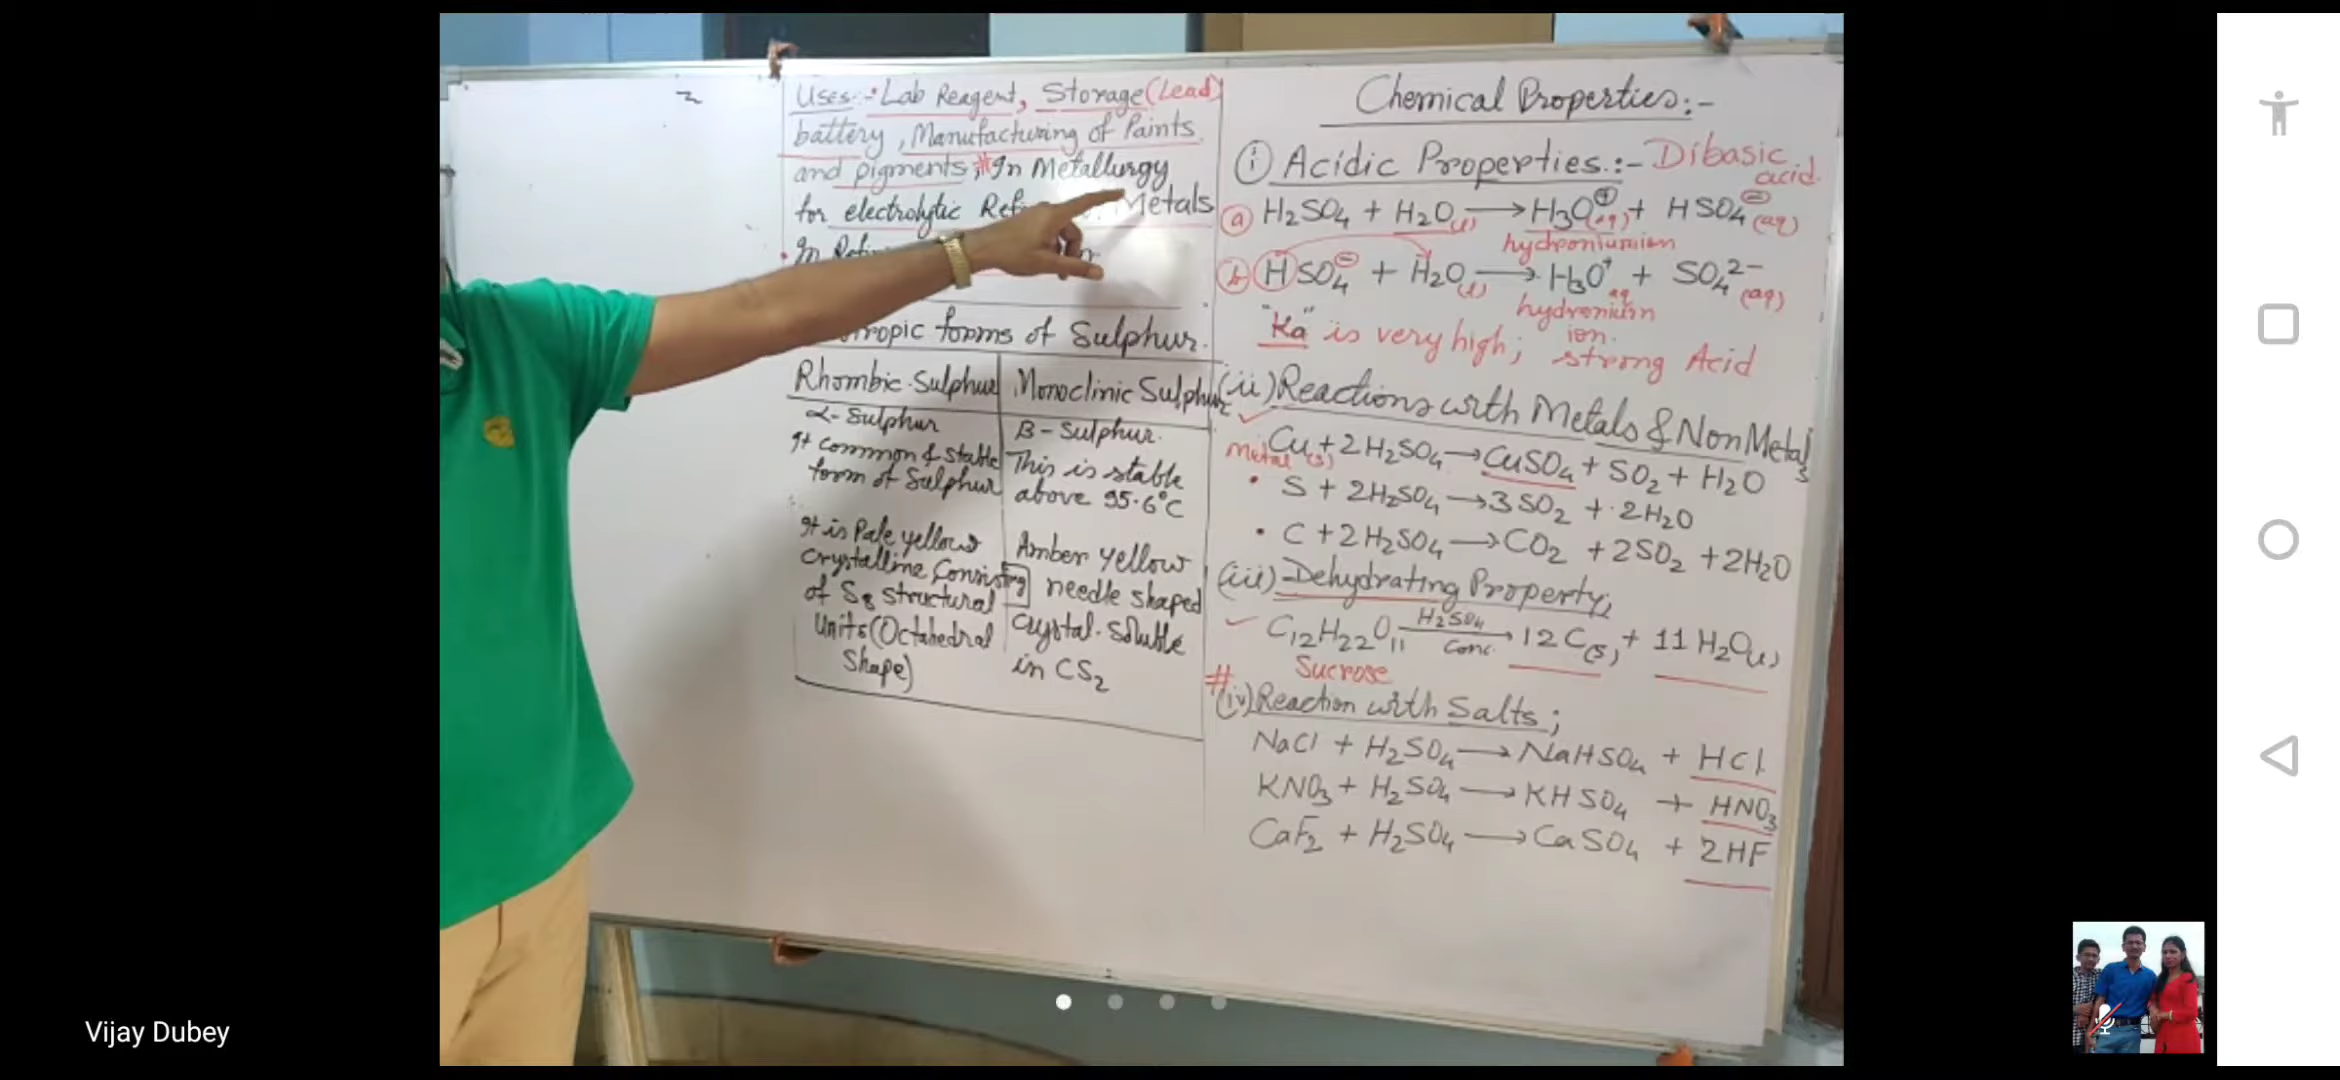 Uses:- Lab Reagent, Storage (Lead)
battery, Manufacturing of Paints
and pigments, # In Metallurgy
for electrolytic Metals
In
forms of Sulphur.
Rhombic Sulphur
α-Sulphur
It common & stable
form of Sulphur
It is Pale yellow
Crystalline, Consisting
of S₈ structural
Units (Octahedral
Shape)
Monoclinic Sulphur
B-Sulphur.
This is stable
above 95.6°C
Amber yellow
needle shaped
Crystal. Soluble
in CS₂
Chemical Properties:-
(i) Acidic Properties:- Dibasic acid.
(a) H₂SO₄ + H₂O(l) → H₃O⊕(aq) + HSO₄⊖(aq)
hydroniumion
(b) HSO₄⊖ + H₂O(l) → H₃O⁺aq + SO₄²⁻(aq)
hydronium ion.
"Ka" is very high; strong Acid
(ii) Reactions with Metals & NonMetals
Cu(s) + 2H₂SO₄ → CuSO₄ + SO₂ + H₂O
Metal
• S + 2H₂SO₄ → 3SO₂ + 2H₂O
• C + 2H₂SO₄ → CO₂ + 2SO₂ + 2H₂O
(iii) Dehydrating Property;
C₁₂H₂₂O₁₁ H₂SO₄ Conc. → 12C(s) + 11H₂O(l)
Sucrose
# (iv) Reaction with Salts;
NaCl + H₂SO₄ → NaHSO₄ + HCl
KNO₃ + H₂SO₄ → KHSO₄ + HNO₃
CaF₂ + H₂SO₄ → CaSO₄ + 2HF
Vijay Dubey